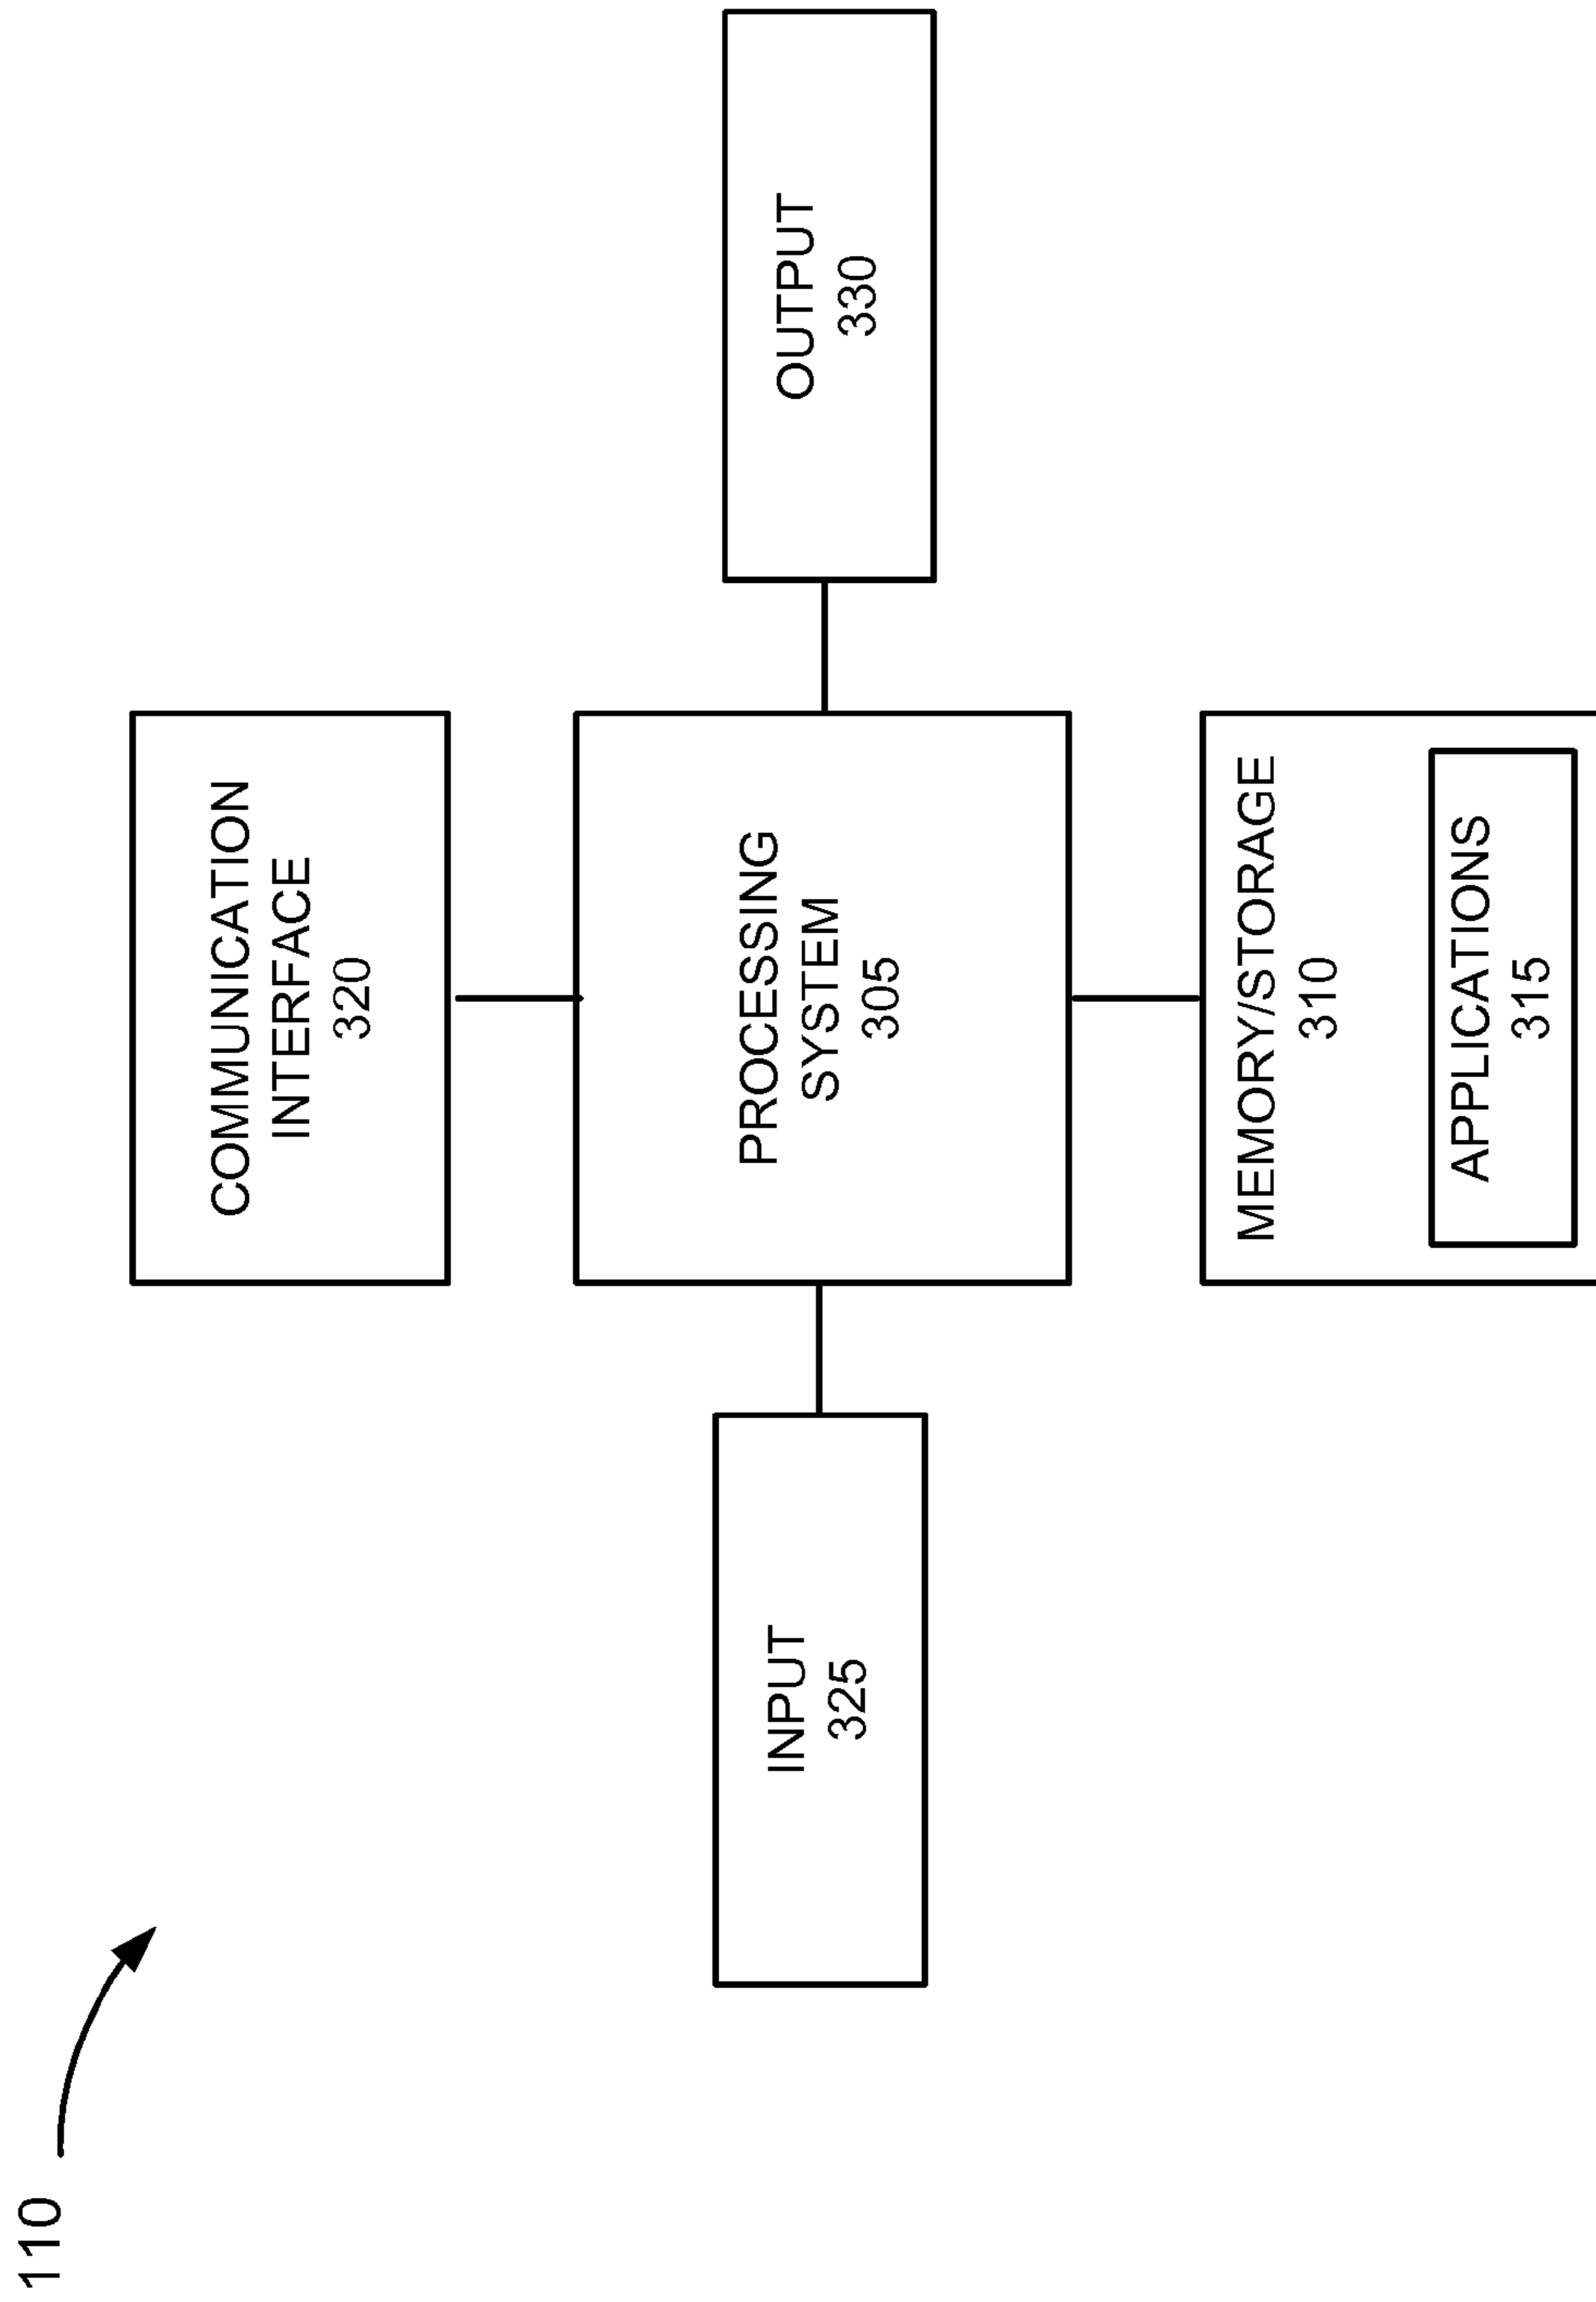 110
COMMUNICATION
INTERFACE
320
INPUT
325
PROCESSING
SYSTEM
305
OUTPUT
330
MEMORY/STORAGE
310
APPLICATIONS
315